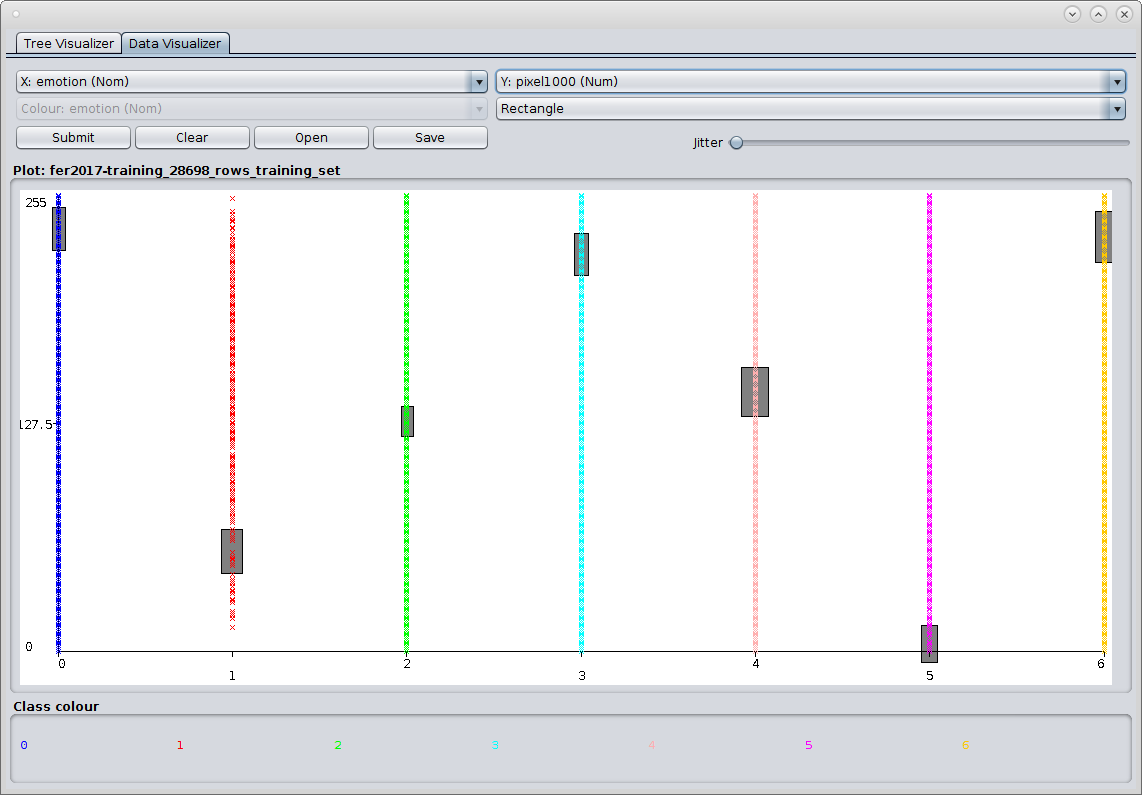 Tree Visualizer Data Visualizer
X: emotion (Nom) Y: pixel1000 (Num)
Colour: emotion (Nom) Rectangle
Submit Clear Open Save Jitter
Plot: fer2017-training_28698_rows_training_set
255
127.5
0
0 1 2 3 4 5 6
Class colour
0 1 2 3 4 5 6